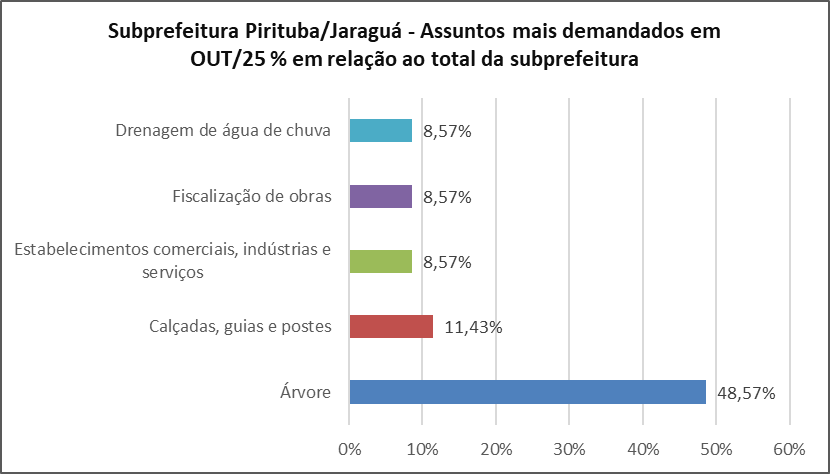 Subprefeitura Pirituba/Jaraguá - Assuntos mais demandados em
OUT/25 % em relação ao total da subprefeitura
Drenagem de água de chuva
8,57%
Fiscalização de obras
8,57%
Estabelecimentos comerciais, indústrias e
serviços
8,57%
Calçadas, guias e postes
11,43%
Árvore
48,57%
0%
10%
20%
30%
40%
50%
60%